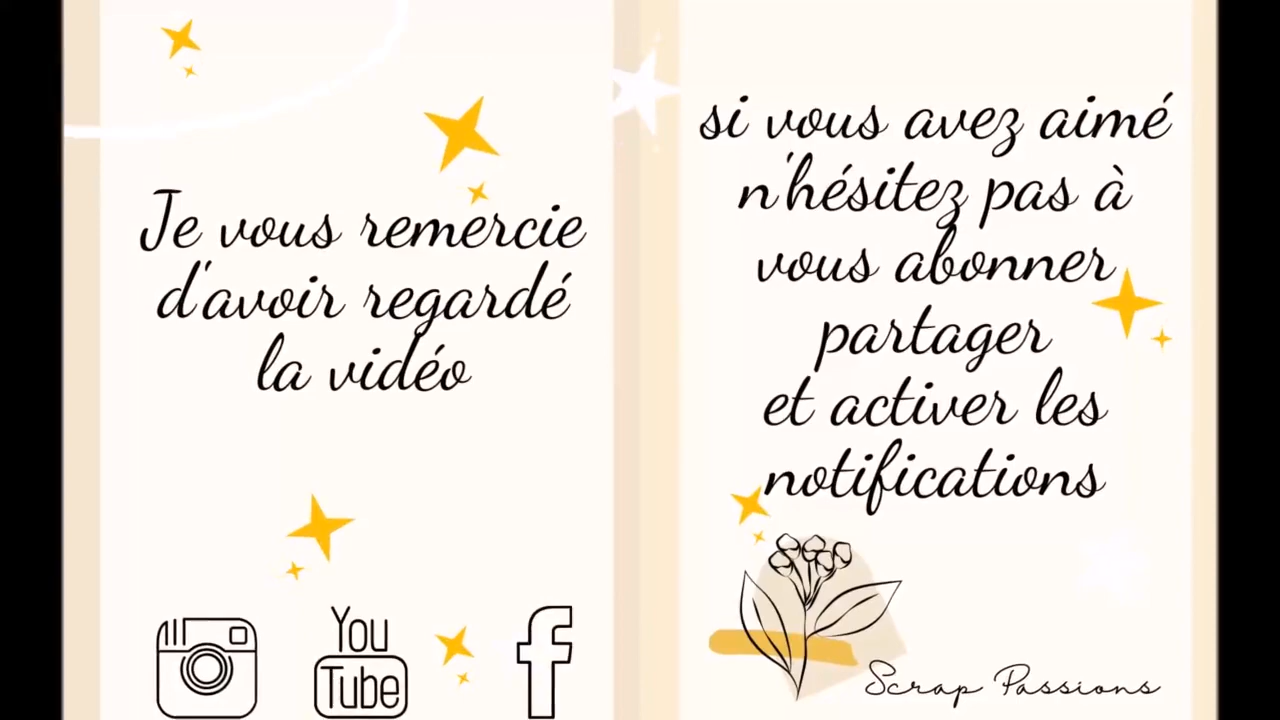 Je vous remercie
d'avoir regardé
la vidéo
You
Tube
si vous avez aimé
n'hésitez pas à
vous abonner
partager
et activer les
notifications
Scrap Passions